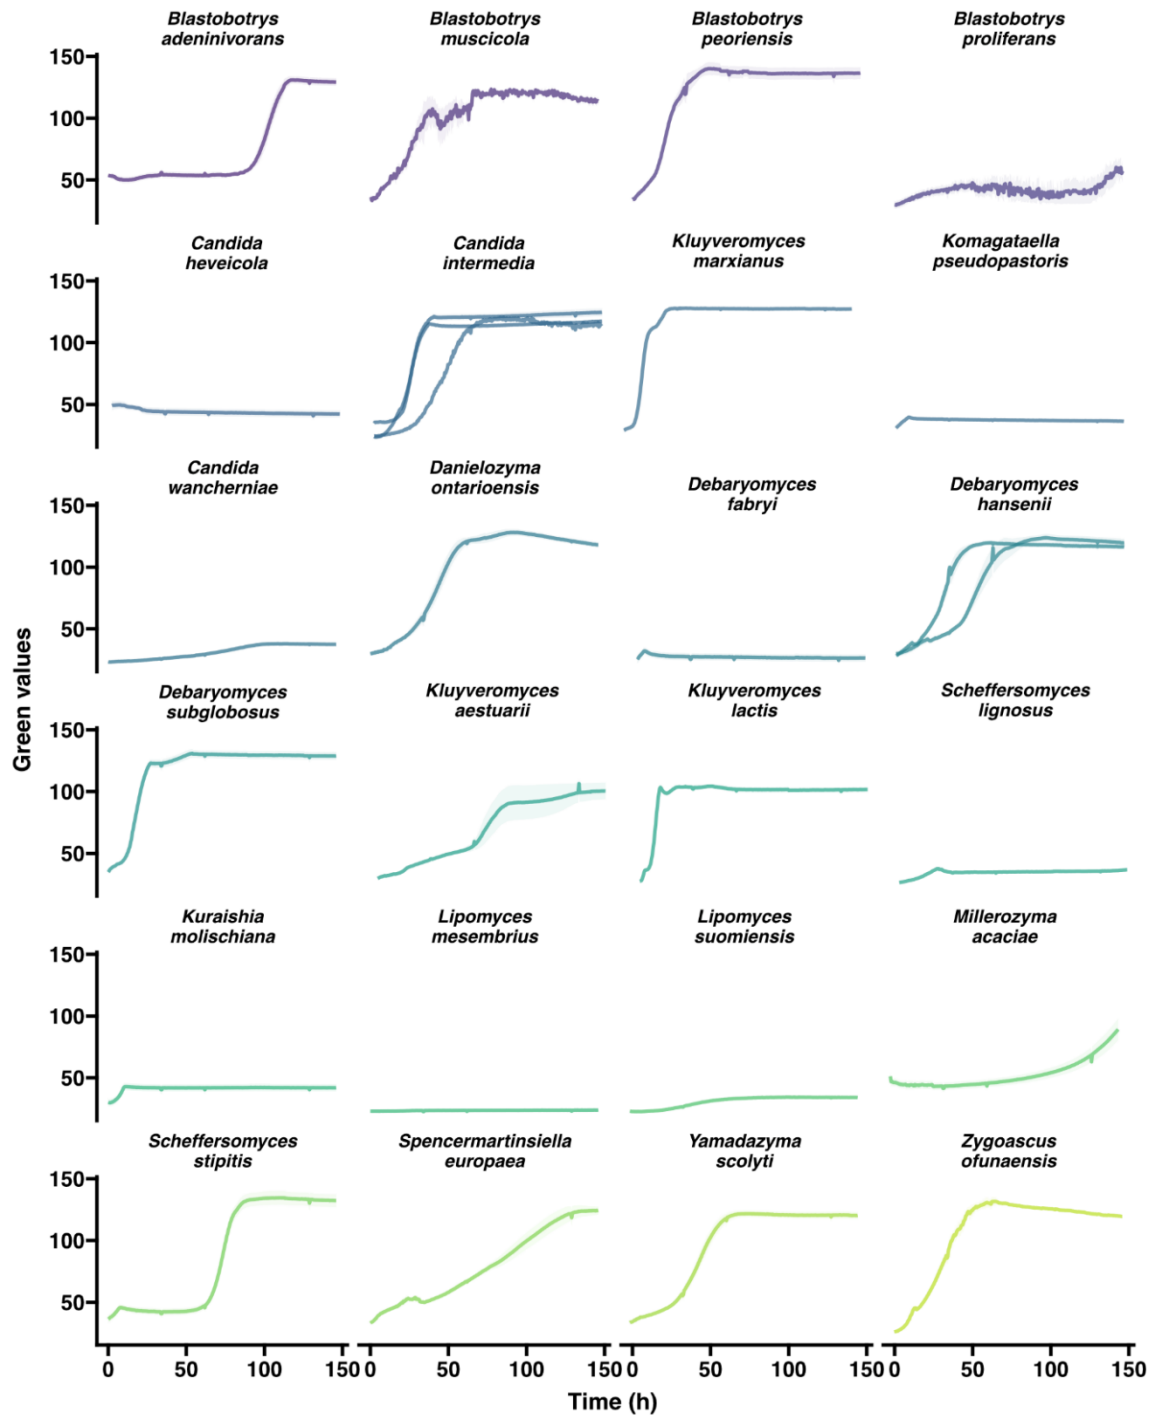 Blastobotrys
adeninivorans
Blastobotrys
muscicola
Blastobotrys
peoriensis
Blastobotrys
proliferans
150
100
50
Candida
heveicola
Candida
intermedia
Kluyveromyces
marxianus
Komagataella
pseudopastoris
150
100
50
Candida
wancherniae
Danielozyma
ontarioensis
Debaryomyces
fabryi
Debaryomyces
hansenii
150
100
50
Debaryomyces
subglobosus
Kluyveromyces
aestuarii
Kluyveromyces
lactis
Scheffersomyces
lignosus
150
100
50
Green values
Kuraishia
molischiana
Lipomyces
mesembrius
Lipomyces
suomiensis
Millerozyma
acaciae
150
100
50
Scheffersomyces
stipitis
Spencermartinsiella
europaea
Yamadazyma
scolyti
Zygoascus
ofunaensis
150
100
50
0 50 100 150 0 50 100 150 0 50 100 150 0 50 100 150
Time (h)